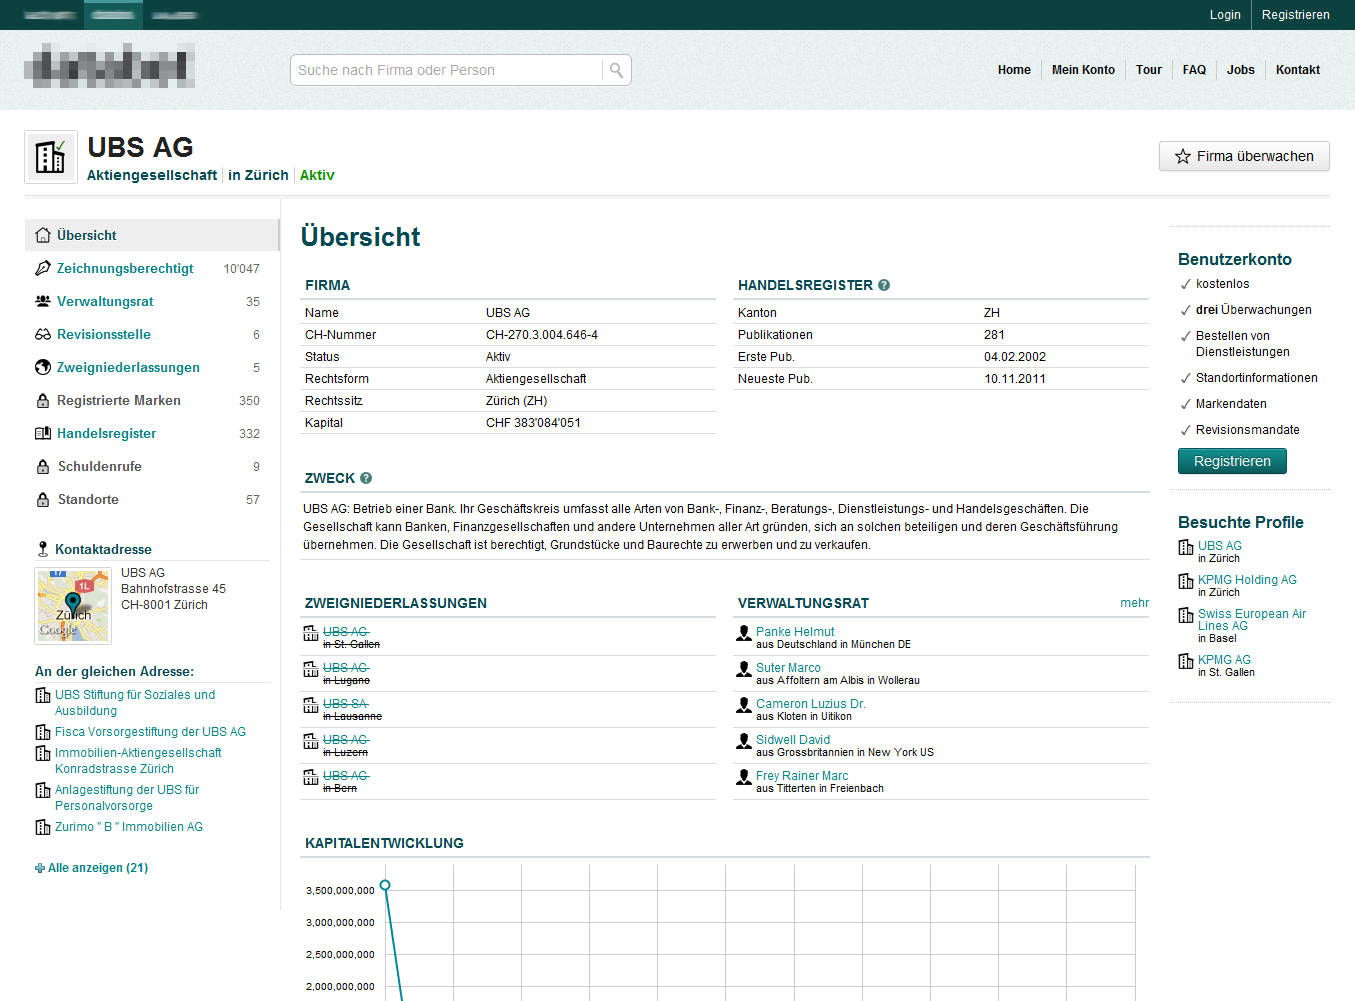 Login
Registrieren
Suche nach Firma oder Person
Home
Mein Konto
Tour
FAQ
Jobs
Kontakt
UBS AG
Aktiengesellschaft
in Zürich
Aktiv
Firma überwachen
Übersicht
Zeichnungsberechtigt 10'047
Verwaltungsrat 35
Revisionsstelle 6
Zweigniederlassungen 5
Registrierte Marken 350
Handelsregister 332
Schuldenrufe 9
Standorte 57
Kontaktadresse
17
1L
Zürich
Google
UBS AG
Bahnhofstrasse 45
CH-8001 Zürich
An der gleichen Adresse:
UBS Stiftung für Soziales und
Ausbildung
Fisca Vorsorgestiftung der UBS AG
Immobilien-Aktiengesellschaft
Konradstrasse Zürich
Anlagestiftung der UBS für
Personalvorsorge
Zurimo " B " Immobilien AG
Alle anzeigen (21)
Übersicht
FIRMA
Name UBS AG
CH-Nummer CH-270.3.004.646-4
Status Aktiv
Rechtsform Aktiengesellschaft
Rechtssitz Zürich (ZH)
Kapital CHF 383'084'051
HANDELSREGISTER ?
Kanton ZH
Publikationen 281
Erste Pub. 04.02.2002
Neueste Pub. 10.11.2011
ZWECK ?
UBS AG: Betrieb einer Bank. Ihr Geschäftskreis umfasst alle Arten von Bank-, Finanz-, Beratungs-, Dienstleistungs- und Handelsgeschäften. Die
Gesellschaft kann Banken, Finanzgesellschaften und andere Unternehmen aller Art gründen, sich an solchen beteiligen und deren Geschäftsführung
übernehmen. Die Gesellschaft ist berechtigt, Grundstücke und Baurechte zu erwerben und zu verkaufen.
ZWEIGNIEDERLASSUNGEN
UBS AG
in St. Gallen
UBS AG
in Lugano
UBS SA
in Lausanne
UBS AG
in Luzern
UBS AG
in Bern
VERWALTUNGSRAT mehr
Panke Helmut
aus Deutschland in München DE
Suter Marco
aus Affoltern am Albis in Wollerau
Cameron Luzius Dr.
aus Kloten in Uitikon
Sidwell David
aus Grossbritannien in New York US
Frey Rainer Marc
aus Titterten in Freienbach
KAPITALENTWICKLUNG
3,500,000,000
3,000,000,000
2,500,000,000
2,000,000,000
Benutzerkonto
kostenlos
drei Überwachungen
Bestellen von
Dienstleistungen
Standortinformationen
Markendaten
Revisionsmandate
Registrieren
Besuchte Profile
UBS AG
in Zürich
KPMG Holding AG
in Zürich
Swiss European Air
Lines AG
in Basel
KPMG AG
in St. Gallen